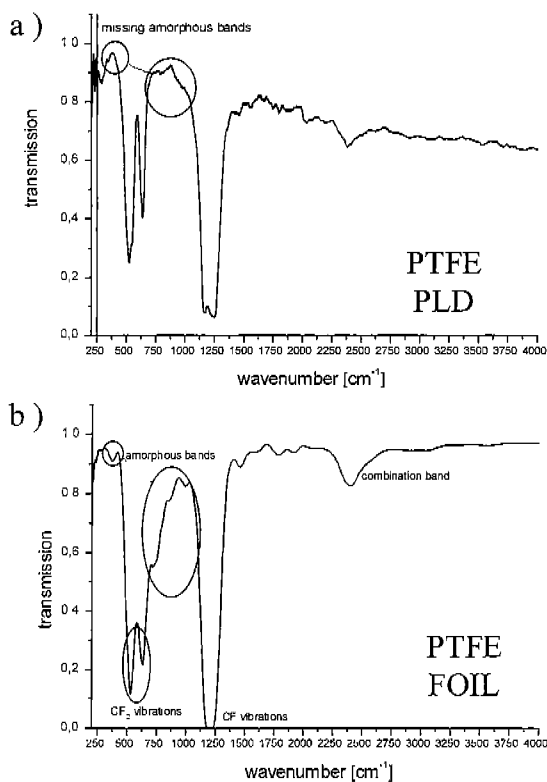 a )
missing amorphous bands
1 0
0,8
0,6
0,4
0,2
0,0
transmission
PTFE
PLD
250 500 750 1000 1250 1500 1750 2000 2250 2500 2750 3000 3250 3500 3750 4000
wavenumber [cm⁻¹]
b )
1 0
0 8
0,6
0 4
0,2
0,0
transmission
amorphous bands
combination band
PTFE
FOIL
CF₂ vibrations
CF vibrations
250 500 750 1000 1250 1500 1750 2000 2250 2500 2750 3000 3250 3500 3750 4000
wavenumber [cm⁻¹]